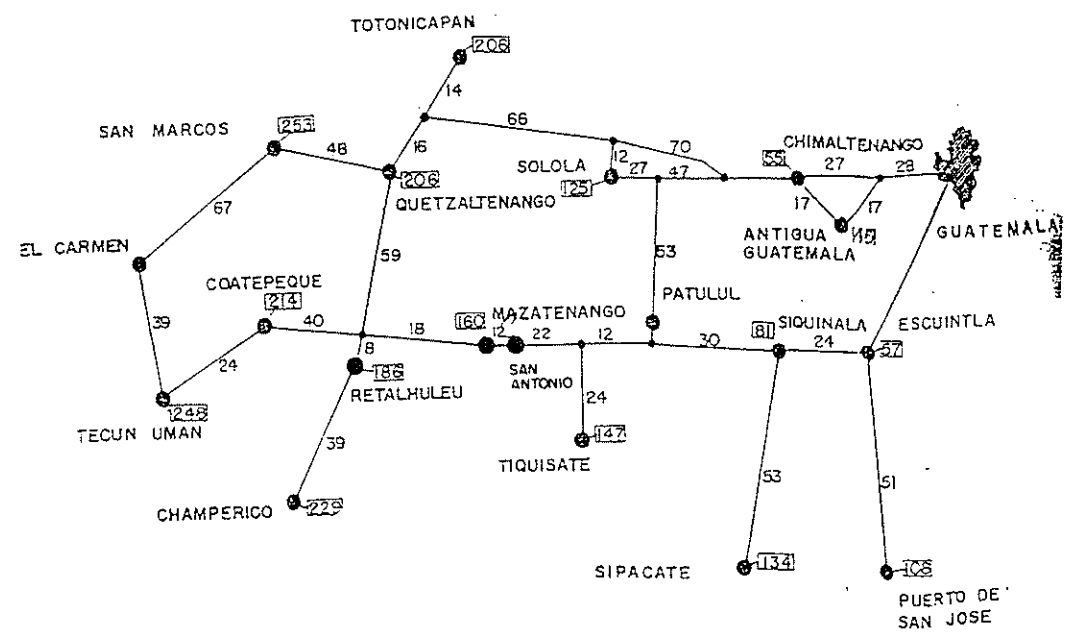 TOTONICAPAN
206
14
SAN MARCOS
253
48
16
66
206
QUETZALTENANGO
SOLOLA
125
12
27
47
70
55
CHIMALTENANGO
27
28
17
17
ANTIGUA
GUATEMALA
GUATEMALA
67
EL CARMEN
59
53
COATEPEQUE
214
40
39
24
1248
TECUN UMAN
18
8
186
RETALHULEU
160
MAZATENANGO
12
22
SAN
ANTONIO
12
PATULUL
30
81
SIQUINALA
24
ESCUINTLA
57
24
147
TIQUISATE
39
CHAMPERICO
229
53
51
SIPACATE
134
PUERTO DE
SAN JOSE